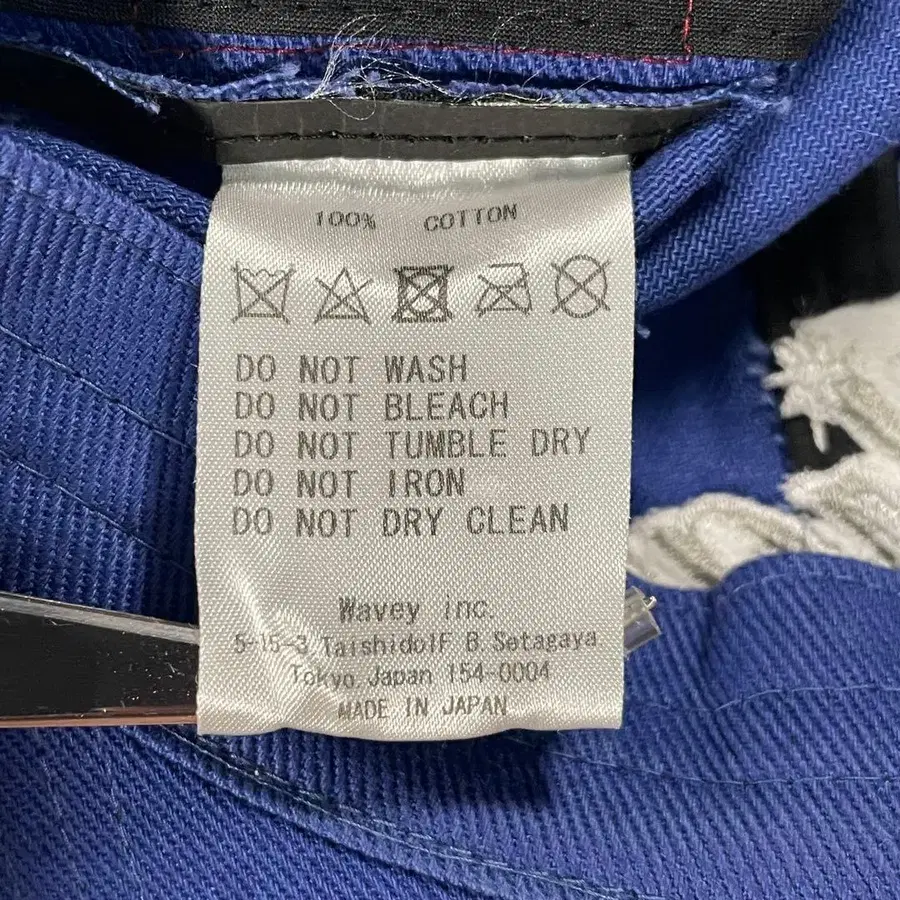 100% COTTON
DO NOT WASH
DO NOT BLEACH
DO NOT TUMBLE DRY
DO NOT IRON
DO NOT DRY CLEAN
Wavey inc.
5-15-3 Taishido1F B Setagaya
Tokyo Japan 154-0004
MADE IN JAPAN